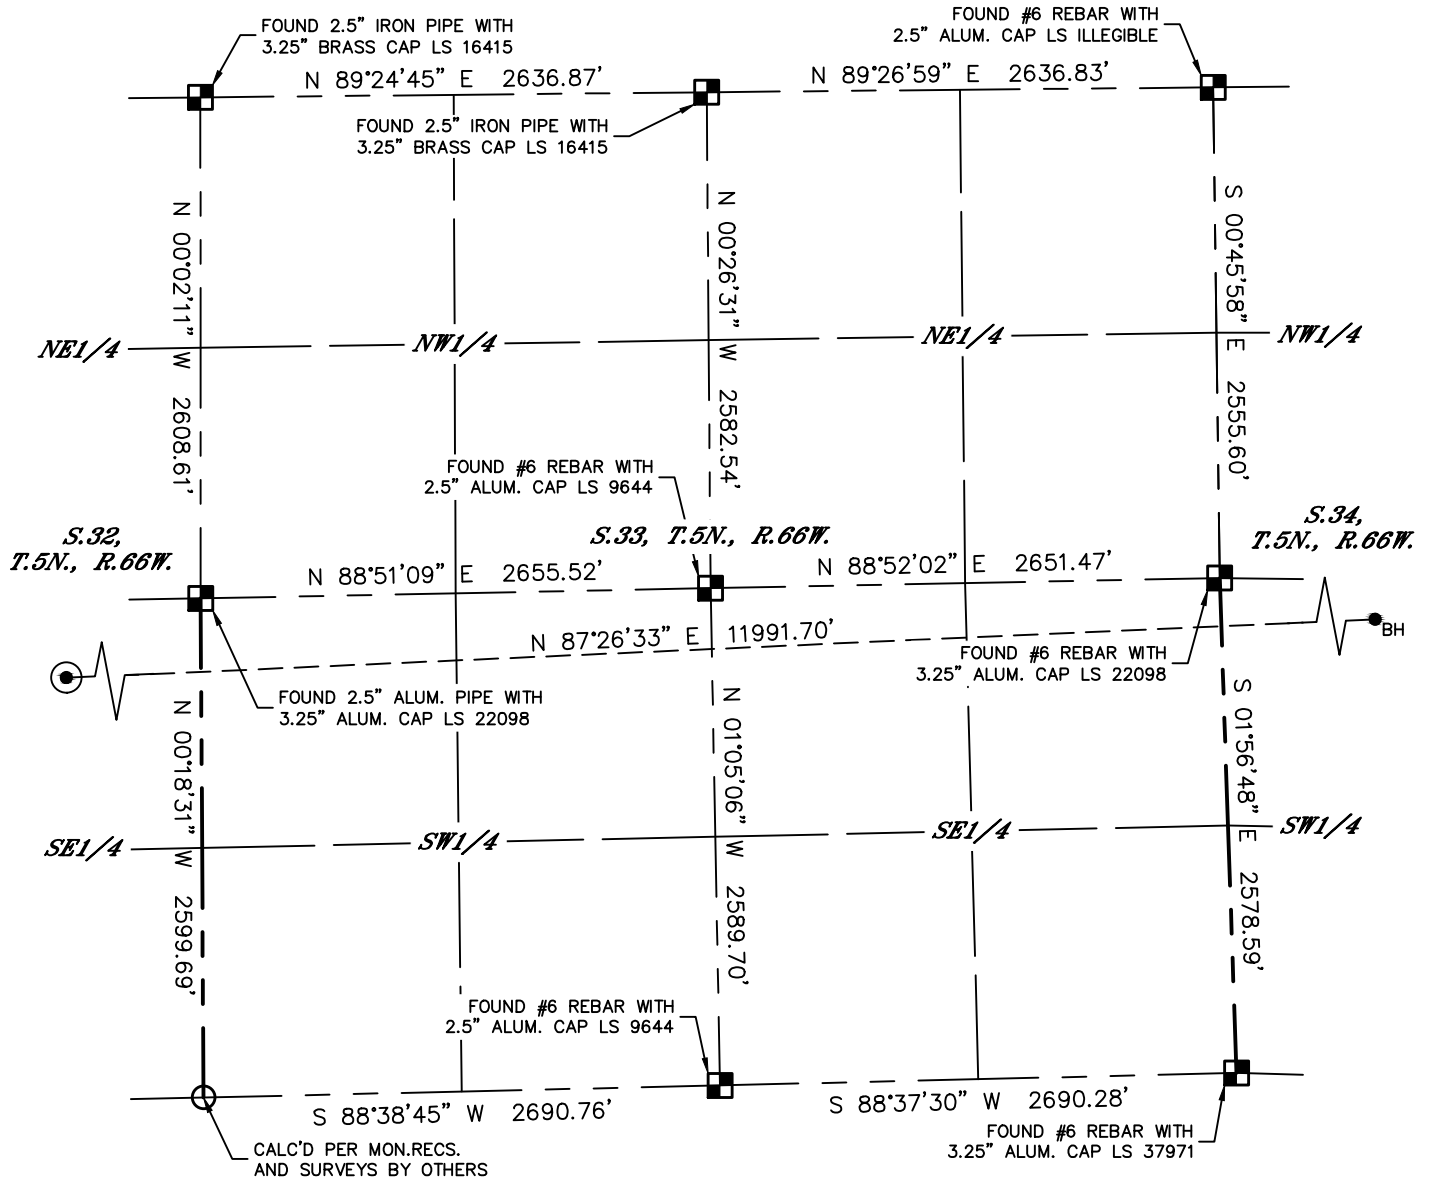 FOUND 2.5" IRON PIPE WITH
3.25" BRASS CAP LS 16415
FOUND #6 REBAR WITH
2.5" ALUM. CAP LS ILLEGIBLE
N 89°24'45" E 2636.87'
N 89°26'59" E 2636.83'
FOUND 2.5" IRON PIPE WITH
3.25" BRASS CAP LS 16415
N 00°02'11" W 2608.61'
N 00°26'31" W 2582.54'
S 00°45'58" E 2555.60'
NE1/4
NW1/4
NE1/4
NW1/4
FOUND #6 REBAR WITH
2.5" ALUM. CAP LS 9644
S.32,
T.5N., R.66W.
S.33, T.5N., R.66W.
S.34,
T.5N., R.66W.
N 88°51'09" E 2655.52'
N 88°52'02" E 2651.47'
N 87°26'33" E 11991.70'
BH
FOUND #6 REBAR WITH
3.25" ALUM. CAP LS 22098
FOUND 2.5" ALUM. PIPE WITH
3.25" ALUM. CAP LS 22098
N 00°18'31" W 2599.69'
N 01°05'06" W 2589.70'
S 01°56'48" E 2578.59'
SE1/4
SW1/4
SE1/4
SW1/4
FOUND #6 REBAR WITH
2.5" ALUM. CAP LS 9644
S 88°38'45" W 2690.76'
S 88°37'30" W 2690.28'
CALC'D PER MON.RECS.
AND SURVEYS BY OTHERS
FOUND #6 REBAR WITH
3.25" ALUM. CAP LS 37971